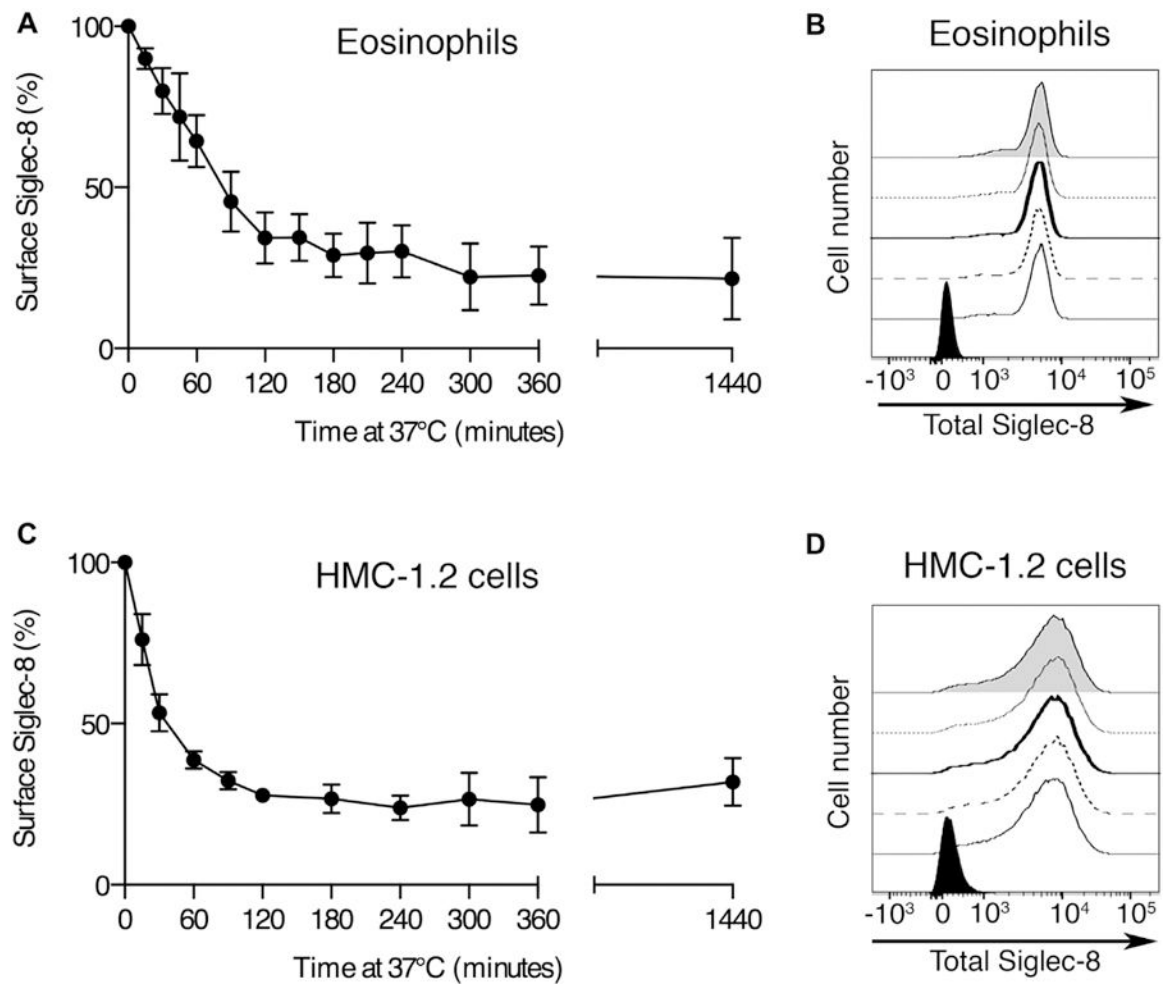 A
Eosinophils
Surface Siglec-8 (%)
100
50
0
0 60 120 180 240 300 360 1440
Time at 37°C (minutes)
B
Eosinophils
Cell number
-10³ 0 10³ 10⁴ 10⁵
Total Siglec-8
C
HMC-1.2 cells
Surface Siglec-8 (%)
100
50
0
0 60 120 180 240 300 360 1440
Time at 37°C (minutes)
D
HMC-1.2 cells
Cell number
-10³ 0 10³ 10⁴ 10⁵
Total Siglec-8